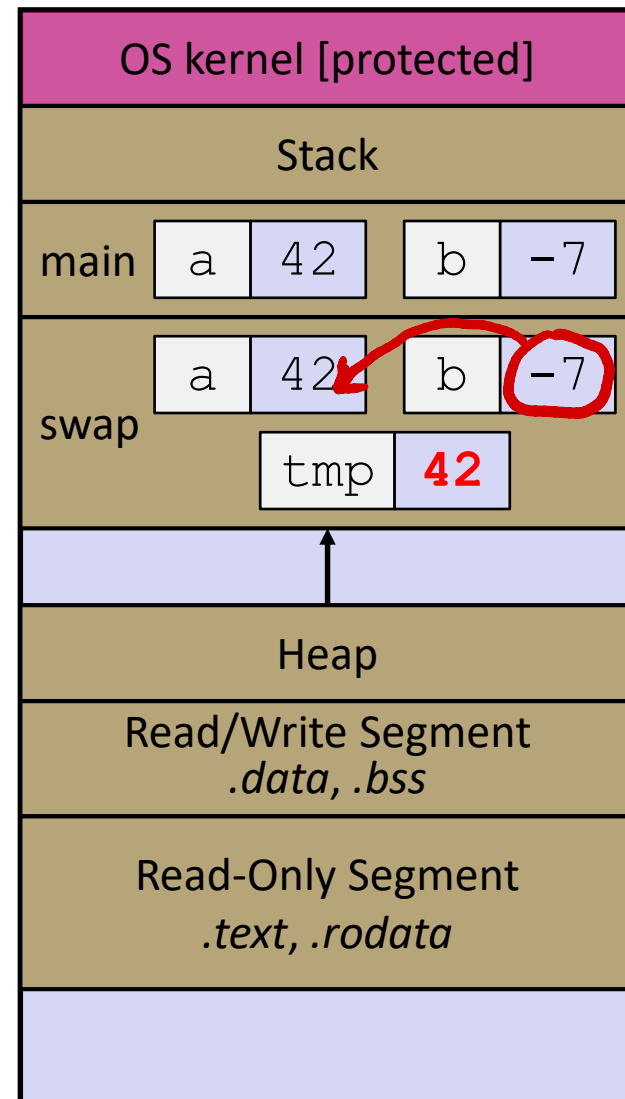 OS kernel [protected]
Stack
main a 42 b -7
a 42 b -7
swap
tmp 42
Heap
Read/Write Segment
.data, .bss
Read-Only Segment
.text, .rodata